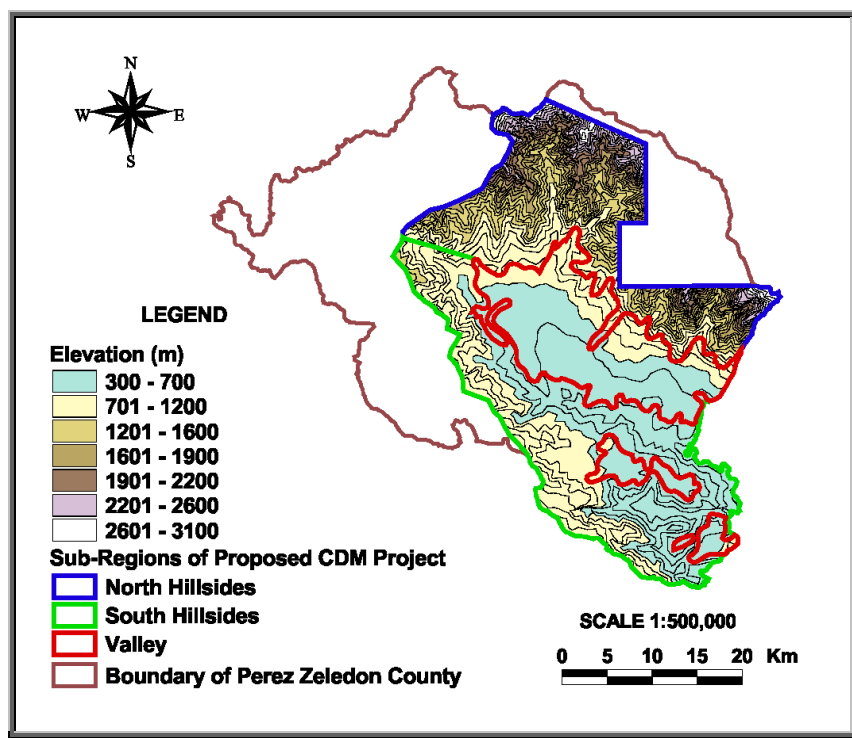 N
W E
S
LEGEND
Elevation (m)
300 - 700
701 - 1200
1201 - 1600
1601 - 1900
1901 - 2200
2201 - 2600
2601 - 3100
Sub-Regions of Proposed CDM Project
North Hillsides
South Hillsides
Valley
Boundary of Perez Zeledon County
SCALE 1:500,000
0 5 10 15 20 Km